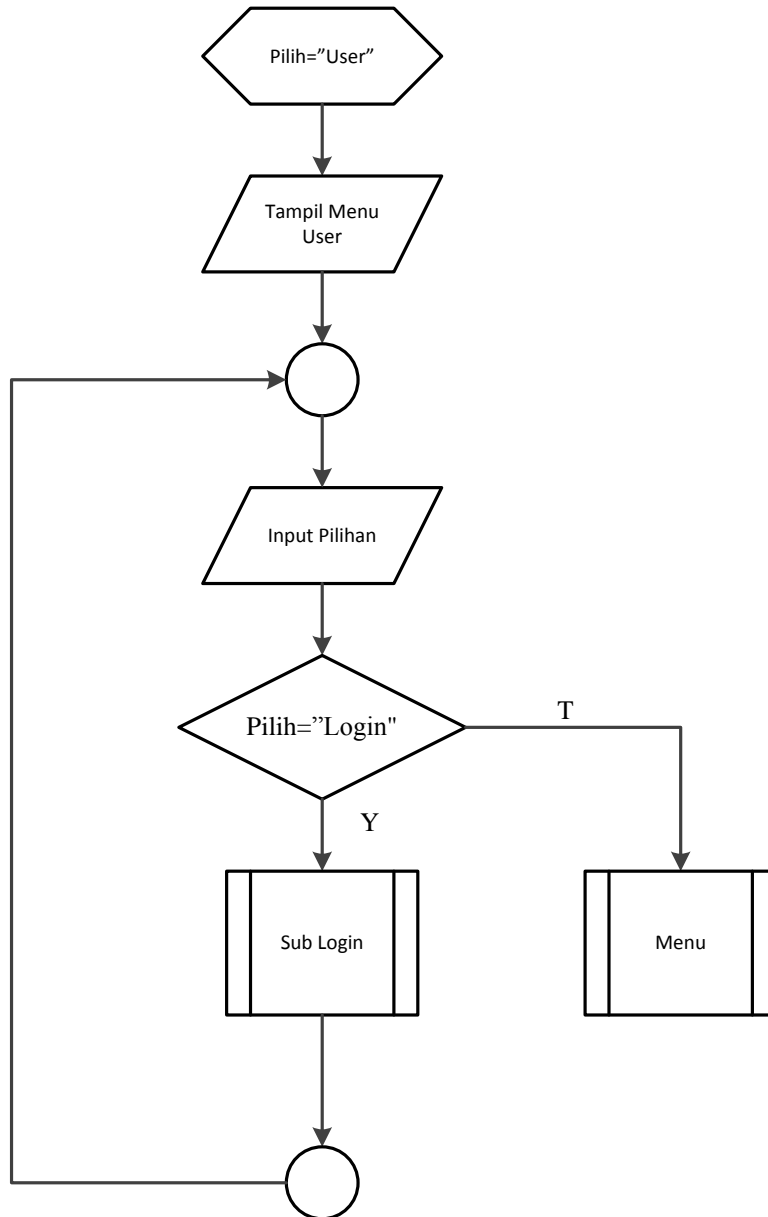 Pilih=”User”
Tampil Menu
User
Input Pilihan
Pilih=”Login"
T
Y
Sub Login
Menu